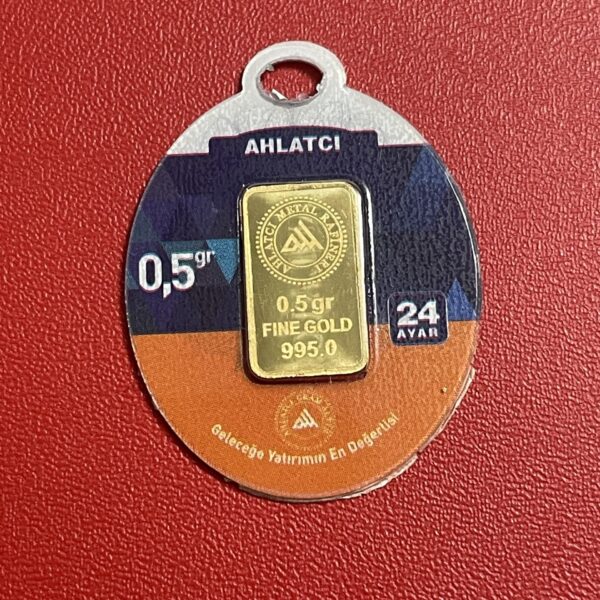 AHLATCI
AHLATCI METAL RAFİNERİ
0,5gr
0.5 gr
FINE GOLD
995.0
24
AYAR
Geleceğe Yatırımın En Değerlisi